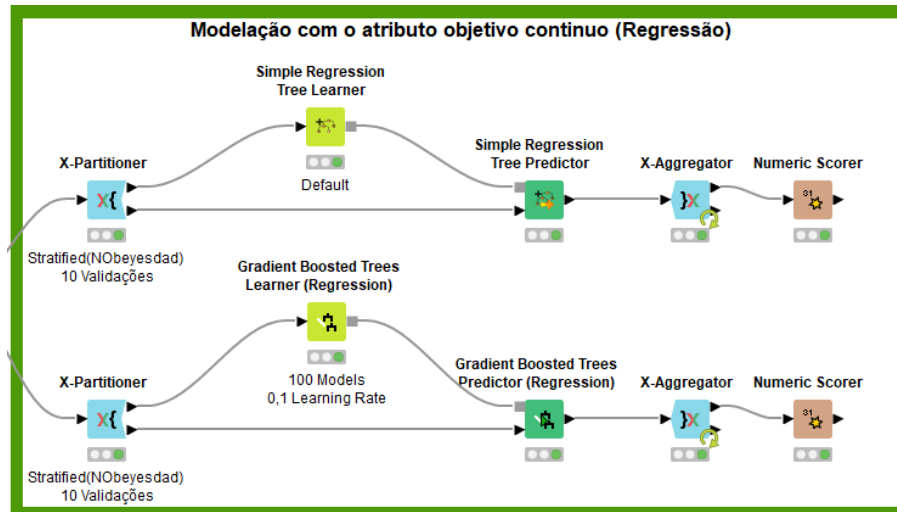 Modelação com o atributo objetivo continuo (Regressão)
Simple Regression
Tree Learner
Default
X-Partitioner
Stratified(NObeyesdad)
10 Validações
Simple Regression
Tree Predictor
X-Aggregator
Numeric Scorer
Gradient Boosted Trees
Learner (Regression)
100 Models
0,1 Learning Rate
X-Partitioner
Stratified(NObeyesdad)
10 Validações
Gradient Boosted Trees
Predictor (Regression)
X-Aggregator
Numeric Scorer